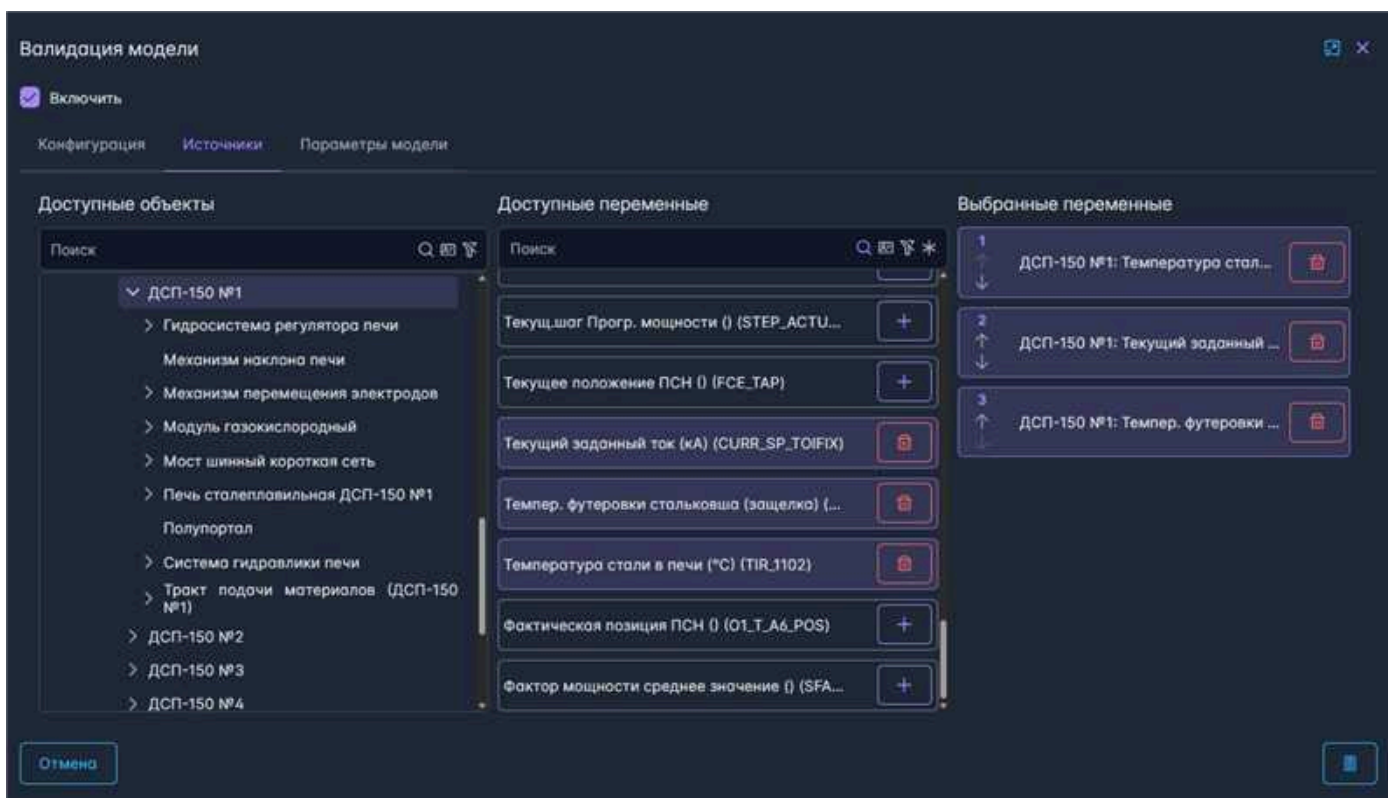 Валидация модели
Включить
Конфигурация Источники Параметры модели
Доступные объекты
Поиск
ДСП-150 №1
Гидросистема регулятора печи
Механизм наклона печи
Механизм перемещения электродов
Модуль газокислородный
Мост шинный короткая сеть
Печь сталеплавильная ДСП-150 №1
Полупортал
Система гидравлики печи
Тракт подачи материалов (ДСП-150
№1)
ДСП-150 №2
ДСП-150 №3
ДСП-150 №4
Доступные переменные
Поиск
Текущ.шаг Прогр. мощности () (STEP_ACTU...
Текущее положение ПСН () (FCE_TAP)
Текущий заданный ток (кА) (CURR_SP_TOIFIX)
Темпер. футеровки стальковша (защелка) (...
Температура стали в печи (°C) (TIR_1102)
Фактическая позиция ПСН () (O1_T_A6_POS)
Фактор мощности среднее значение () (SFA...
Выбранные переменные
1
ДСП-150 №1: Температура стал...
2
ДСП-150 №1: Текущий заданный ...
3
ДСП-150 №1: Темпер. футеровки ...
Отмена